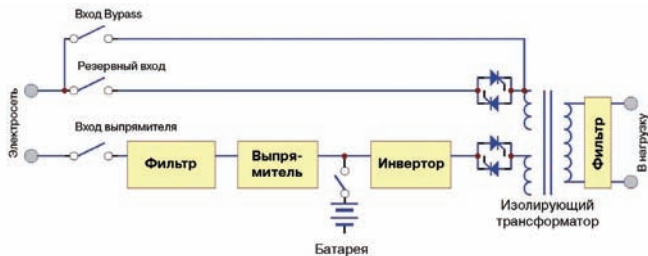 Вход Bypass
Резервный вход
Электросеть
Вход выпрямителя
Фильтр
Выпря-
митель
Инвертор
Фильтр
В нагрузку
Изолирующий
трансформатор
Батарея